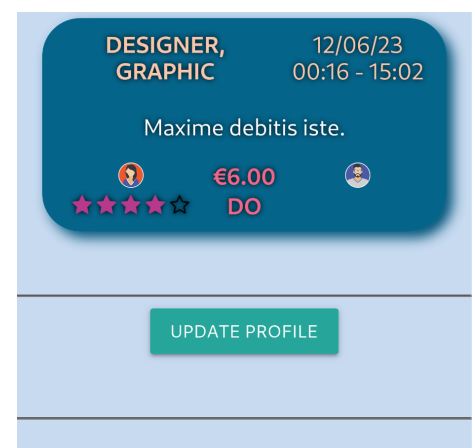 DESIGNER,
GRAPHIC
12/06/23
00:16 - 15:02
Maxime debitis iste.
€6.00
DO
UPDATE PROFILE